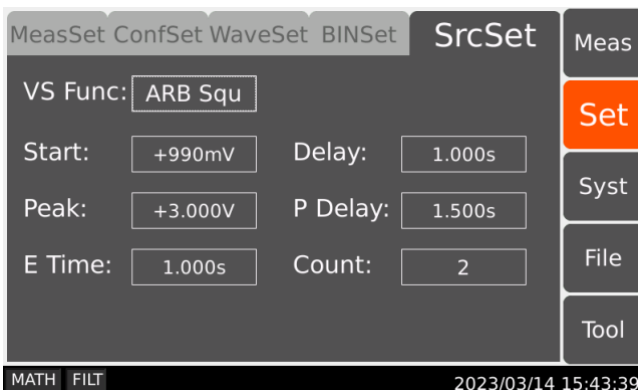 MeasSet ConfSet WaveSet BINSet SrcSet
Meas
VS Func: ARB Squ
Set
Start: +990mV Delay: 1.000s
Syst
Peak: +3.000V P Delay: 1.500s
E Time: 1.000s Count: 2
File
Tool
MATH FILT 2023/03/14 15:43:39